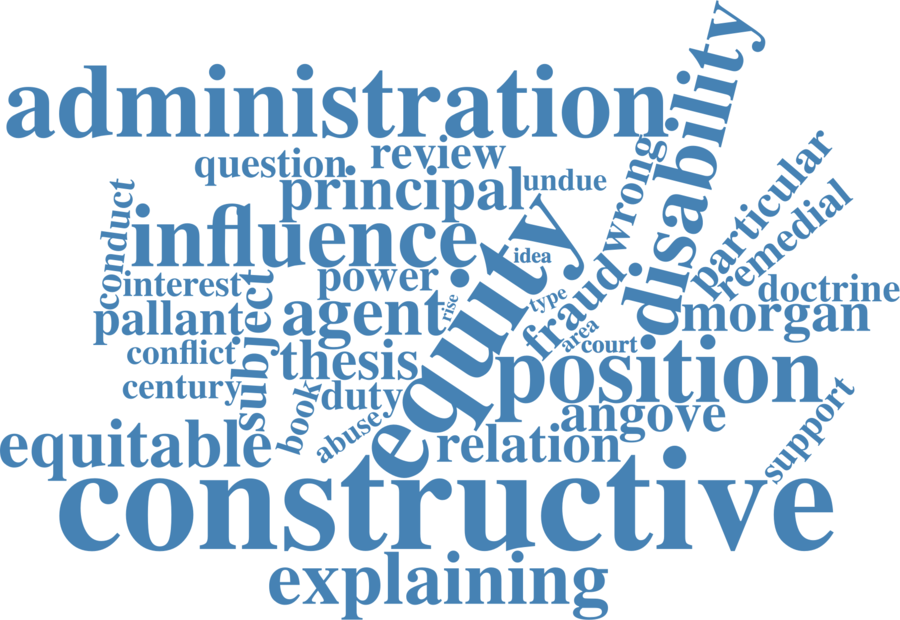 disability
administration
question
review
wrong
particular
principal
undue
conduct
influence
idea
remedial
interest
power
equity
type
fraud
doctrine
pallant
subject
agent
rise
area
court
morgan
conflict
thesis
position
century
book
duty
abuse
angove
support
equitable
relation
constructive
explaining